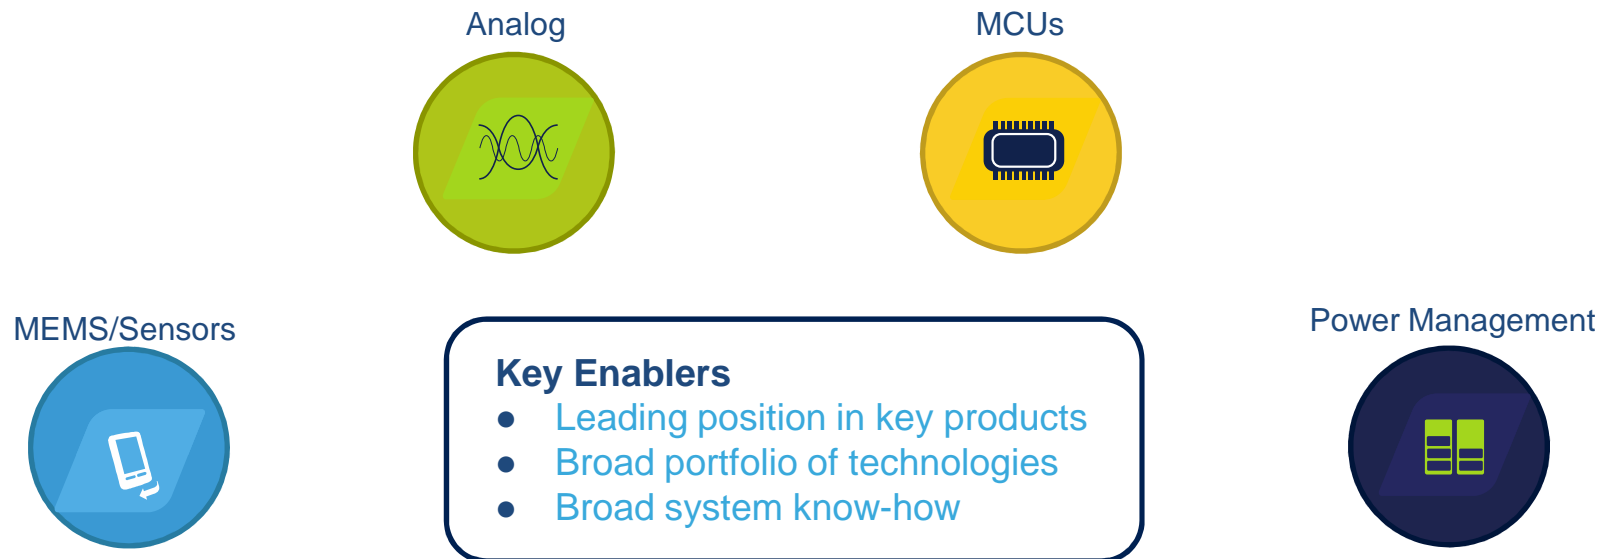 Analog
MCUs
MEMS/Sensors
Power Management
Key Enablers
● Leading position in key products
● Broad portfolio of technologies
● Broad system know-how